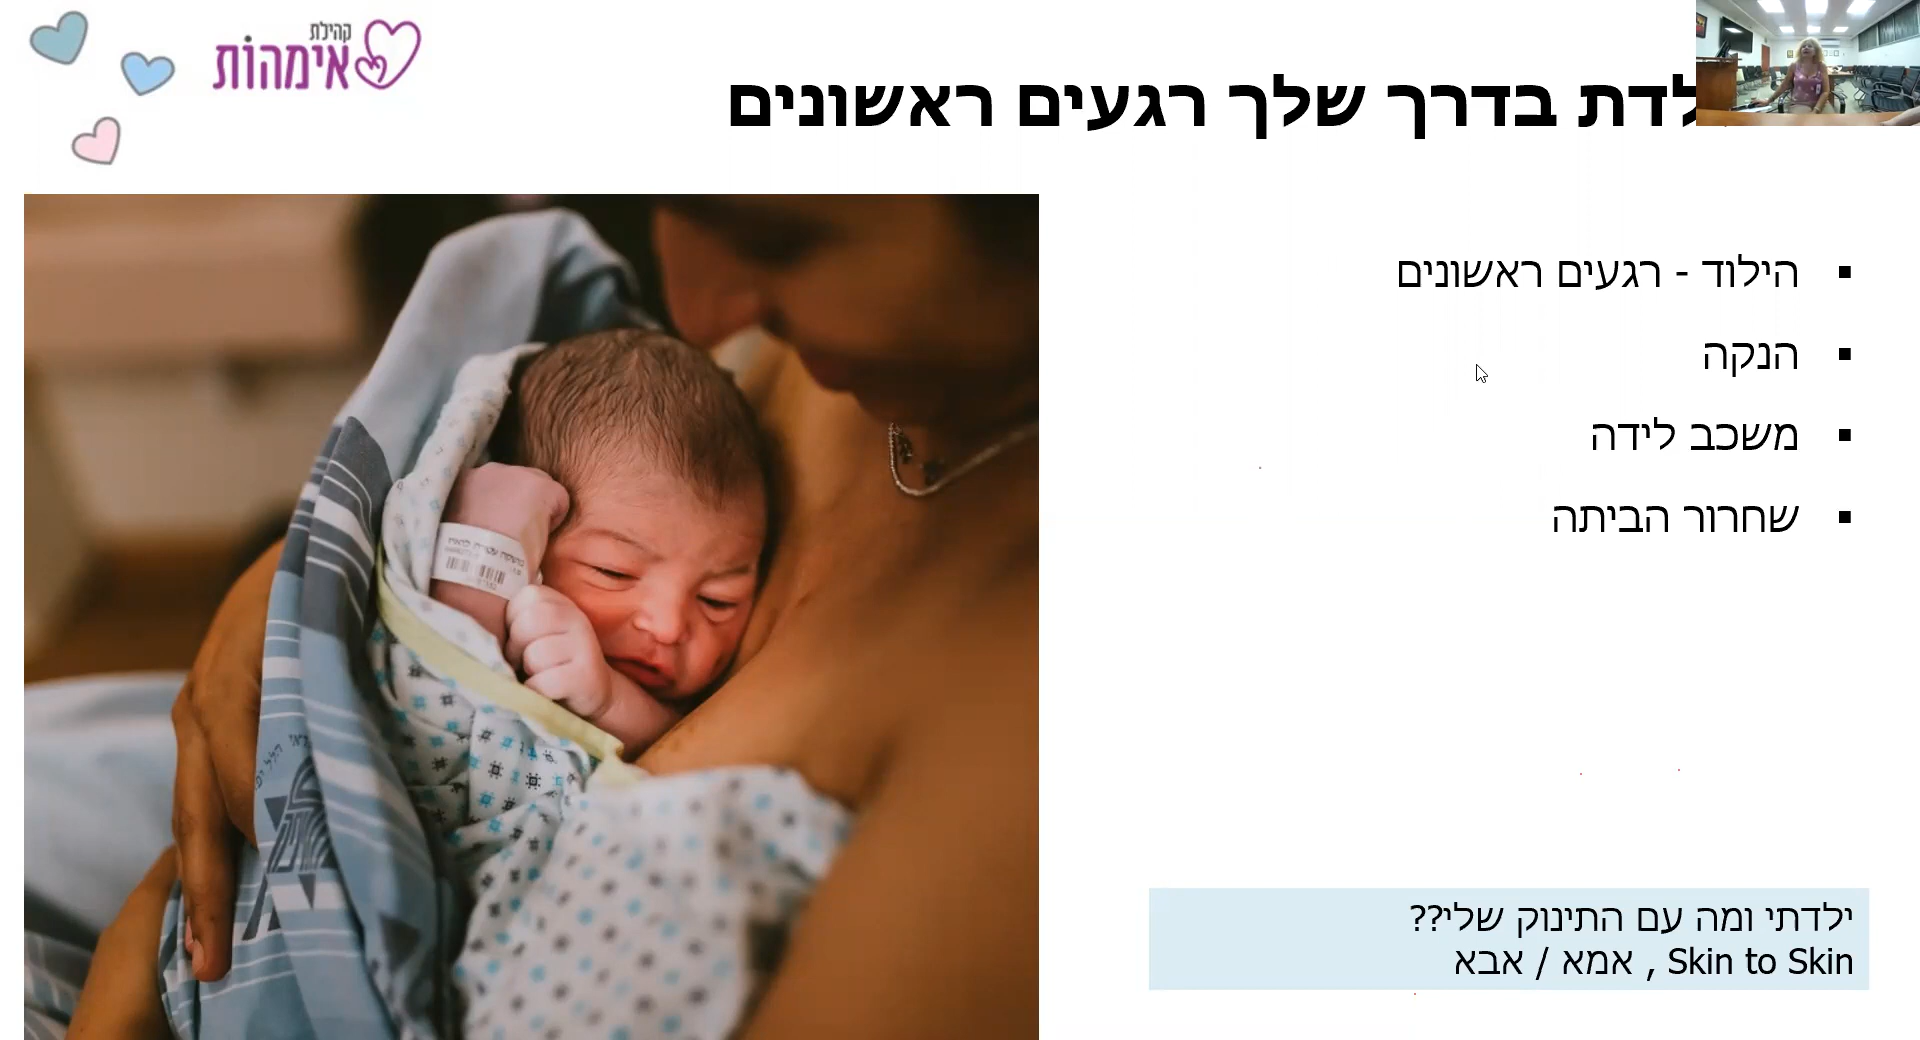 קהילת
אימהות
לדת בדרך שלך רגעים ראשונים
הילוד - רגעים ראשונים
הנקה
משכב לידה
שחרור הביתה
ילדתי ומה עם התינוק שלי??
Skin to Skin , אמא / אבא